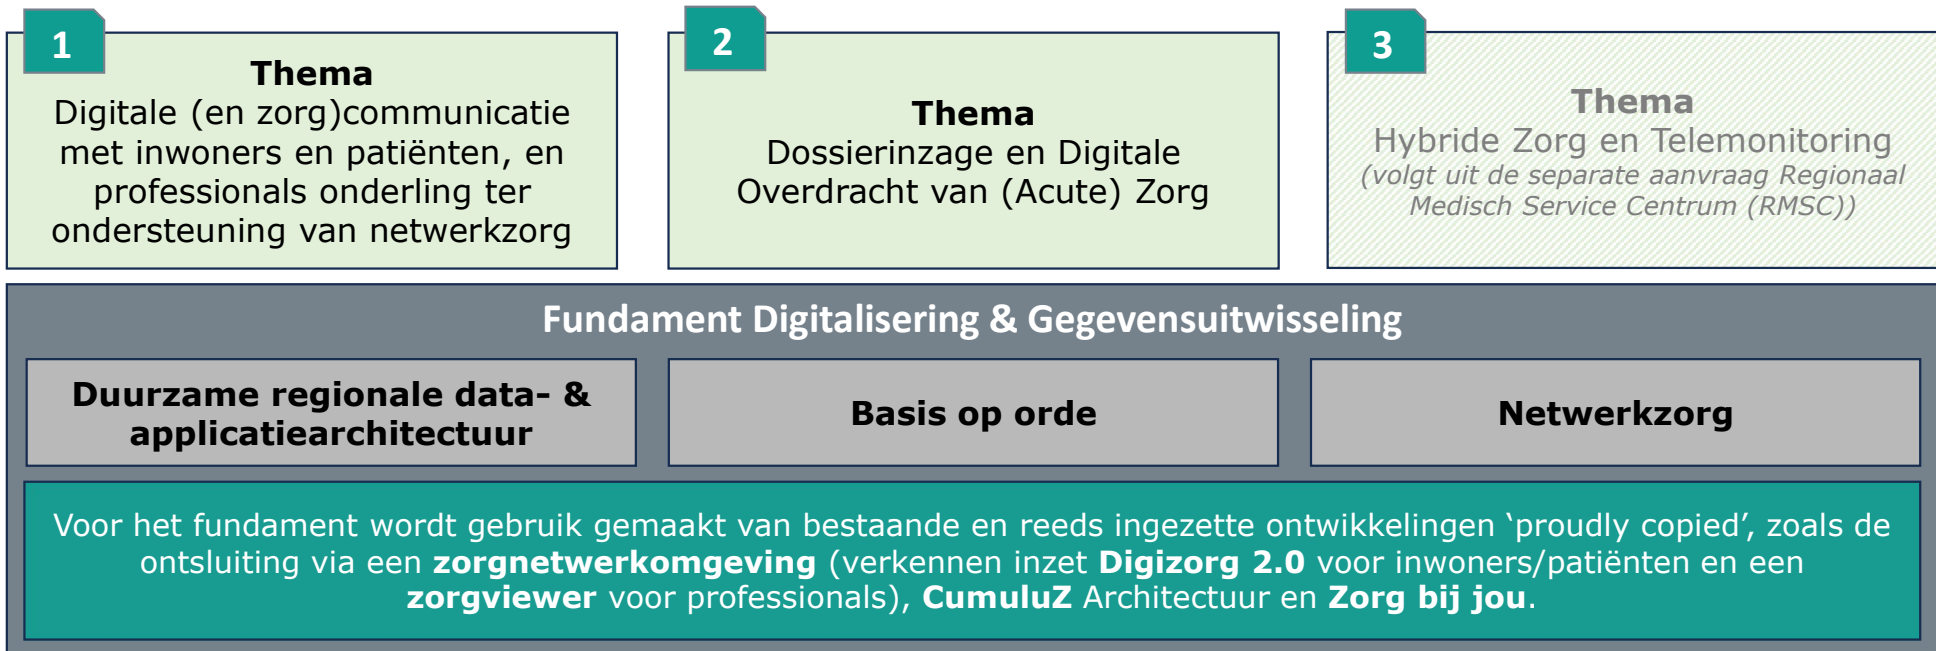 1
Thema
Digitale (en zorg)communicatie
met inwoners en patiënten, en
professionals onderling ter
ondersteuning van netwerkzorg
2
Thema
Dossierinzage en Digitale
Overdracht van (Acute) Zorg
3
Thema
Hybride Zorg en Telemonitoring
(volgt uit de separate aanvraag Regionaal
Medisch Service Centrum (RMSC))
Fundament Digitalisering & Gegevensuitwisseling
Duurzame regionale data- &
applicatiearchitectuur
Basis op orde
Netwerkzorg
Voor het fundament wordt gebruik gemaakt van bestaande en reeds ingezette ontwikkelingen ‘proudly copied’, zoals de
ontsluiting via een zorgnetwerkomgeving (verkennen inzet Digizorg 2.0 voor inwoners/patiënten en een
zorgviewer voor professionals), CumuluZ Architectuur en Zorg bij jou.